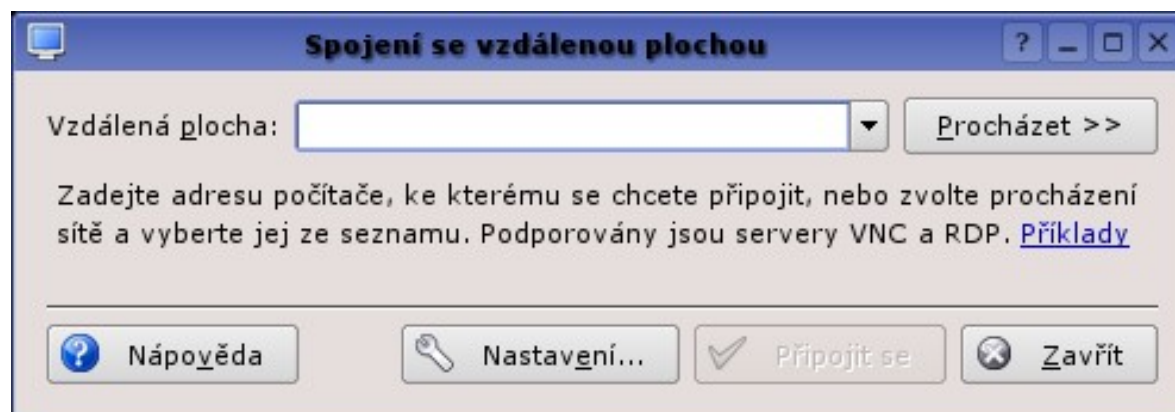 Spojení se vzdálenou plochou
Vzdálená plocha:
Procházet >>
Zadejte adresu počítače, ke kterému se chcete připojit, nebo zvolte procházení
sítě a vyberte jej ze seznamu. Podporovány jsou servery VNC a RDP. Příklady
Nápověda
Nastavení...
Připojit se
Zavřít